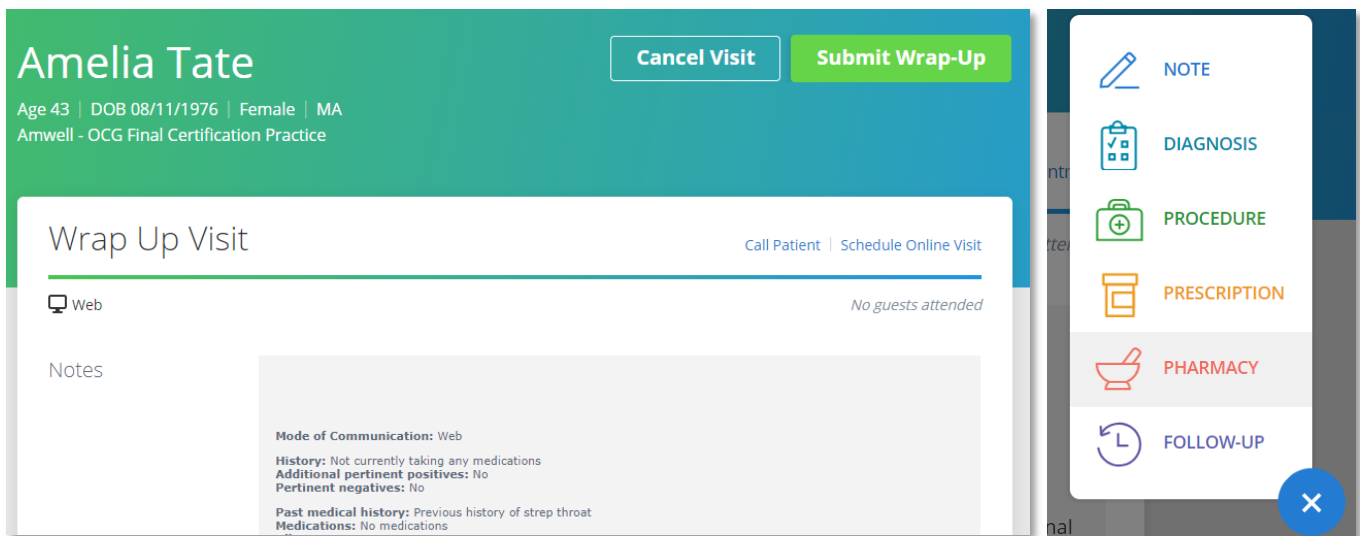 Amelia Tate
Cancel Visit
Submit Wrap-Up
Age 43 | DOB 08/11/1976 | Female | MA
Amwell - OCG Final Certification Practice
Wrap Up Visit
Call Patient | Schedule Online Visit
Web
No guests attended
Notes
Mode of Communication: Web
History: Not currently taking any medications
Additional pertinent positives: No
Pertinent negatives: No
Past medical history: Previous history of strep throat
Medications: No medications
NOTE
DIAGNOSIS
PROCEDURE
PRESCRIPTION
PHARMACY
FOLLOW-UP